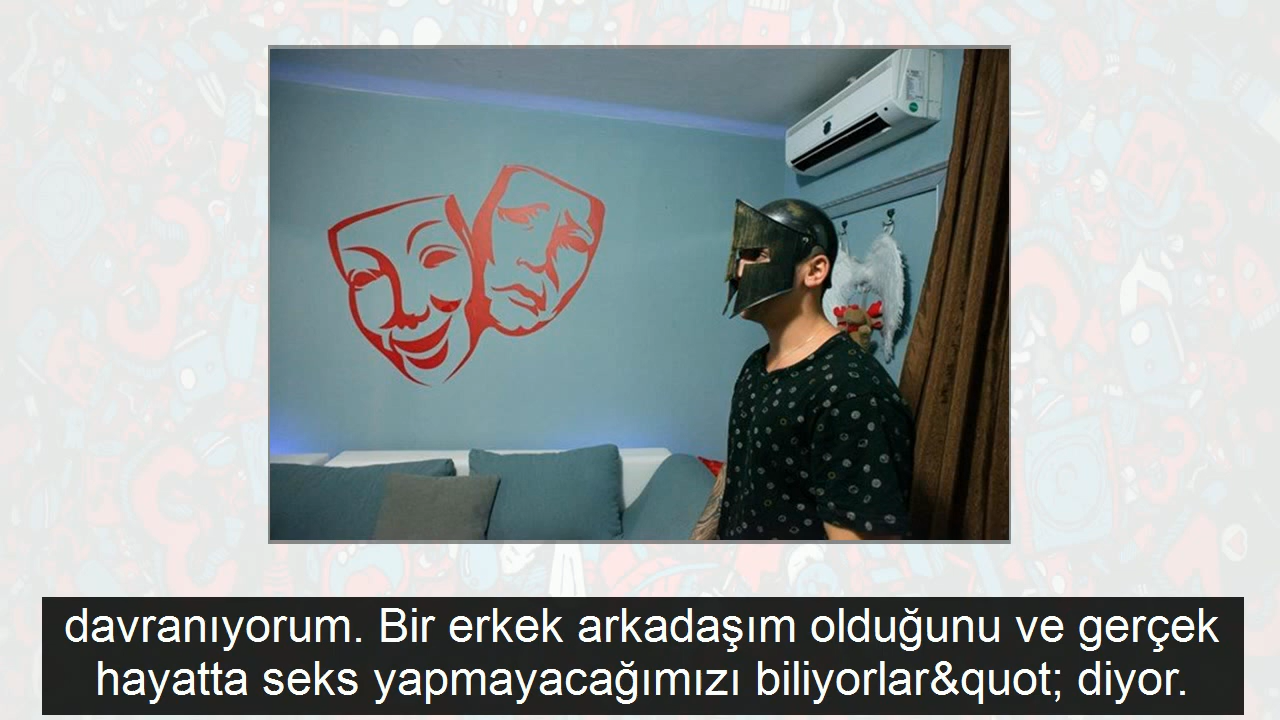 davranıyorum. Bir erkek arkadaşım olduğunu ve gerçek
hayatta seks yapmayacağımızı biliyorlar&quot; diyor.